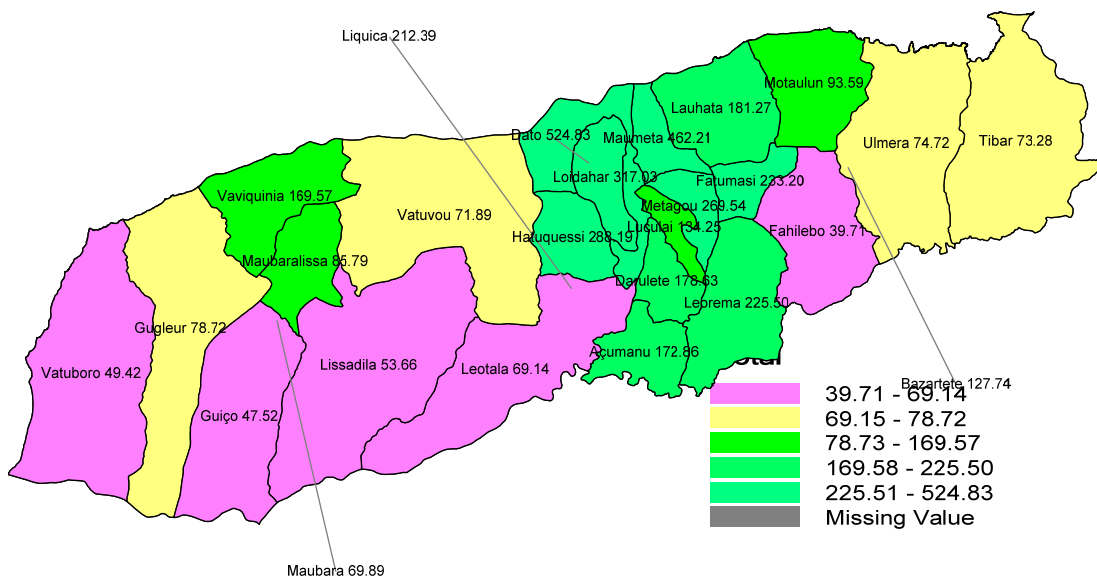 Liquica 212.39
Motaulun 93.59
Lauhata 181.27
Dato 524.83
Maumeta 462.21
Ulmera 74.72
Tibar 73.28
Loidahar 317.03
Fatumasi 233.20
Vaviquinia 169.57
Metagou 269.54
Vatuvou 71.89
Luculai 134.25
Fahilebo 39.71
Hatuquessi 288.19
Maubaralissa 85.79
Darulete 178.63
Leorema 225.50
Gugleur 78.72
Açumanu 172.86
Lissadila 53.66
Leotala 69.14
Vatuboro 49.42
Bazartete 127.74
39.71 - 69.14
Guiço 47.52
69.15 - 78.72
78.73 - 169.57
169.58 - 225.50
225.51 - 524.83
Missing Value
Maubara 69.89